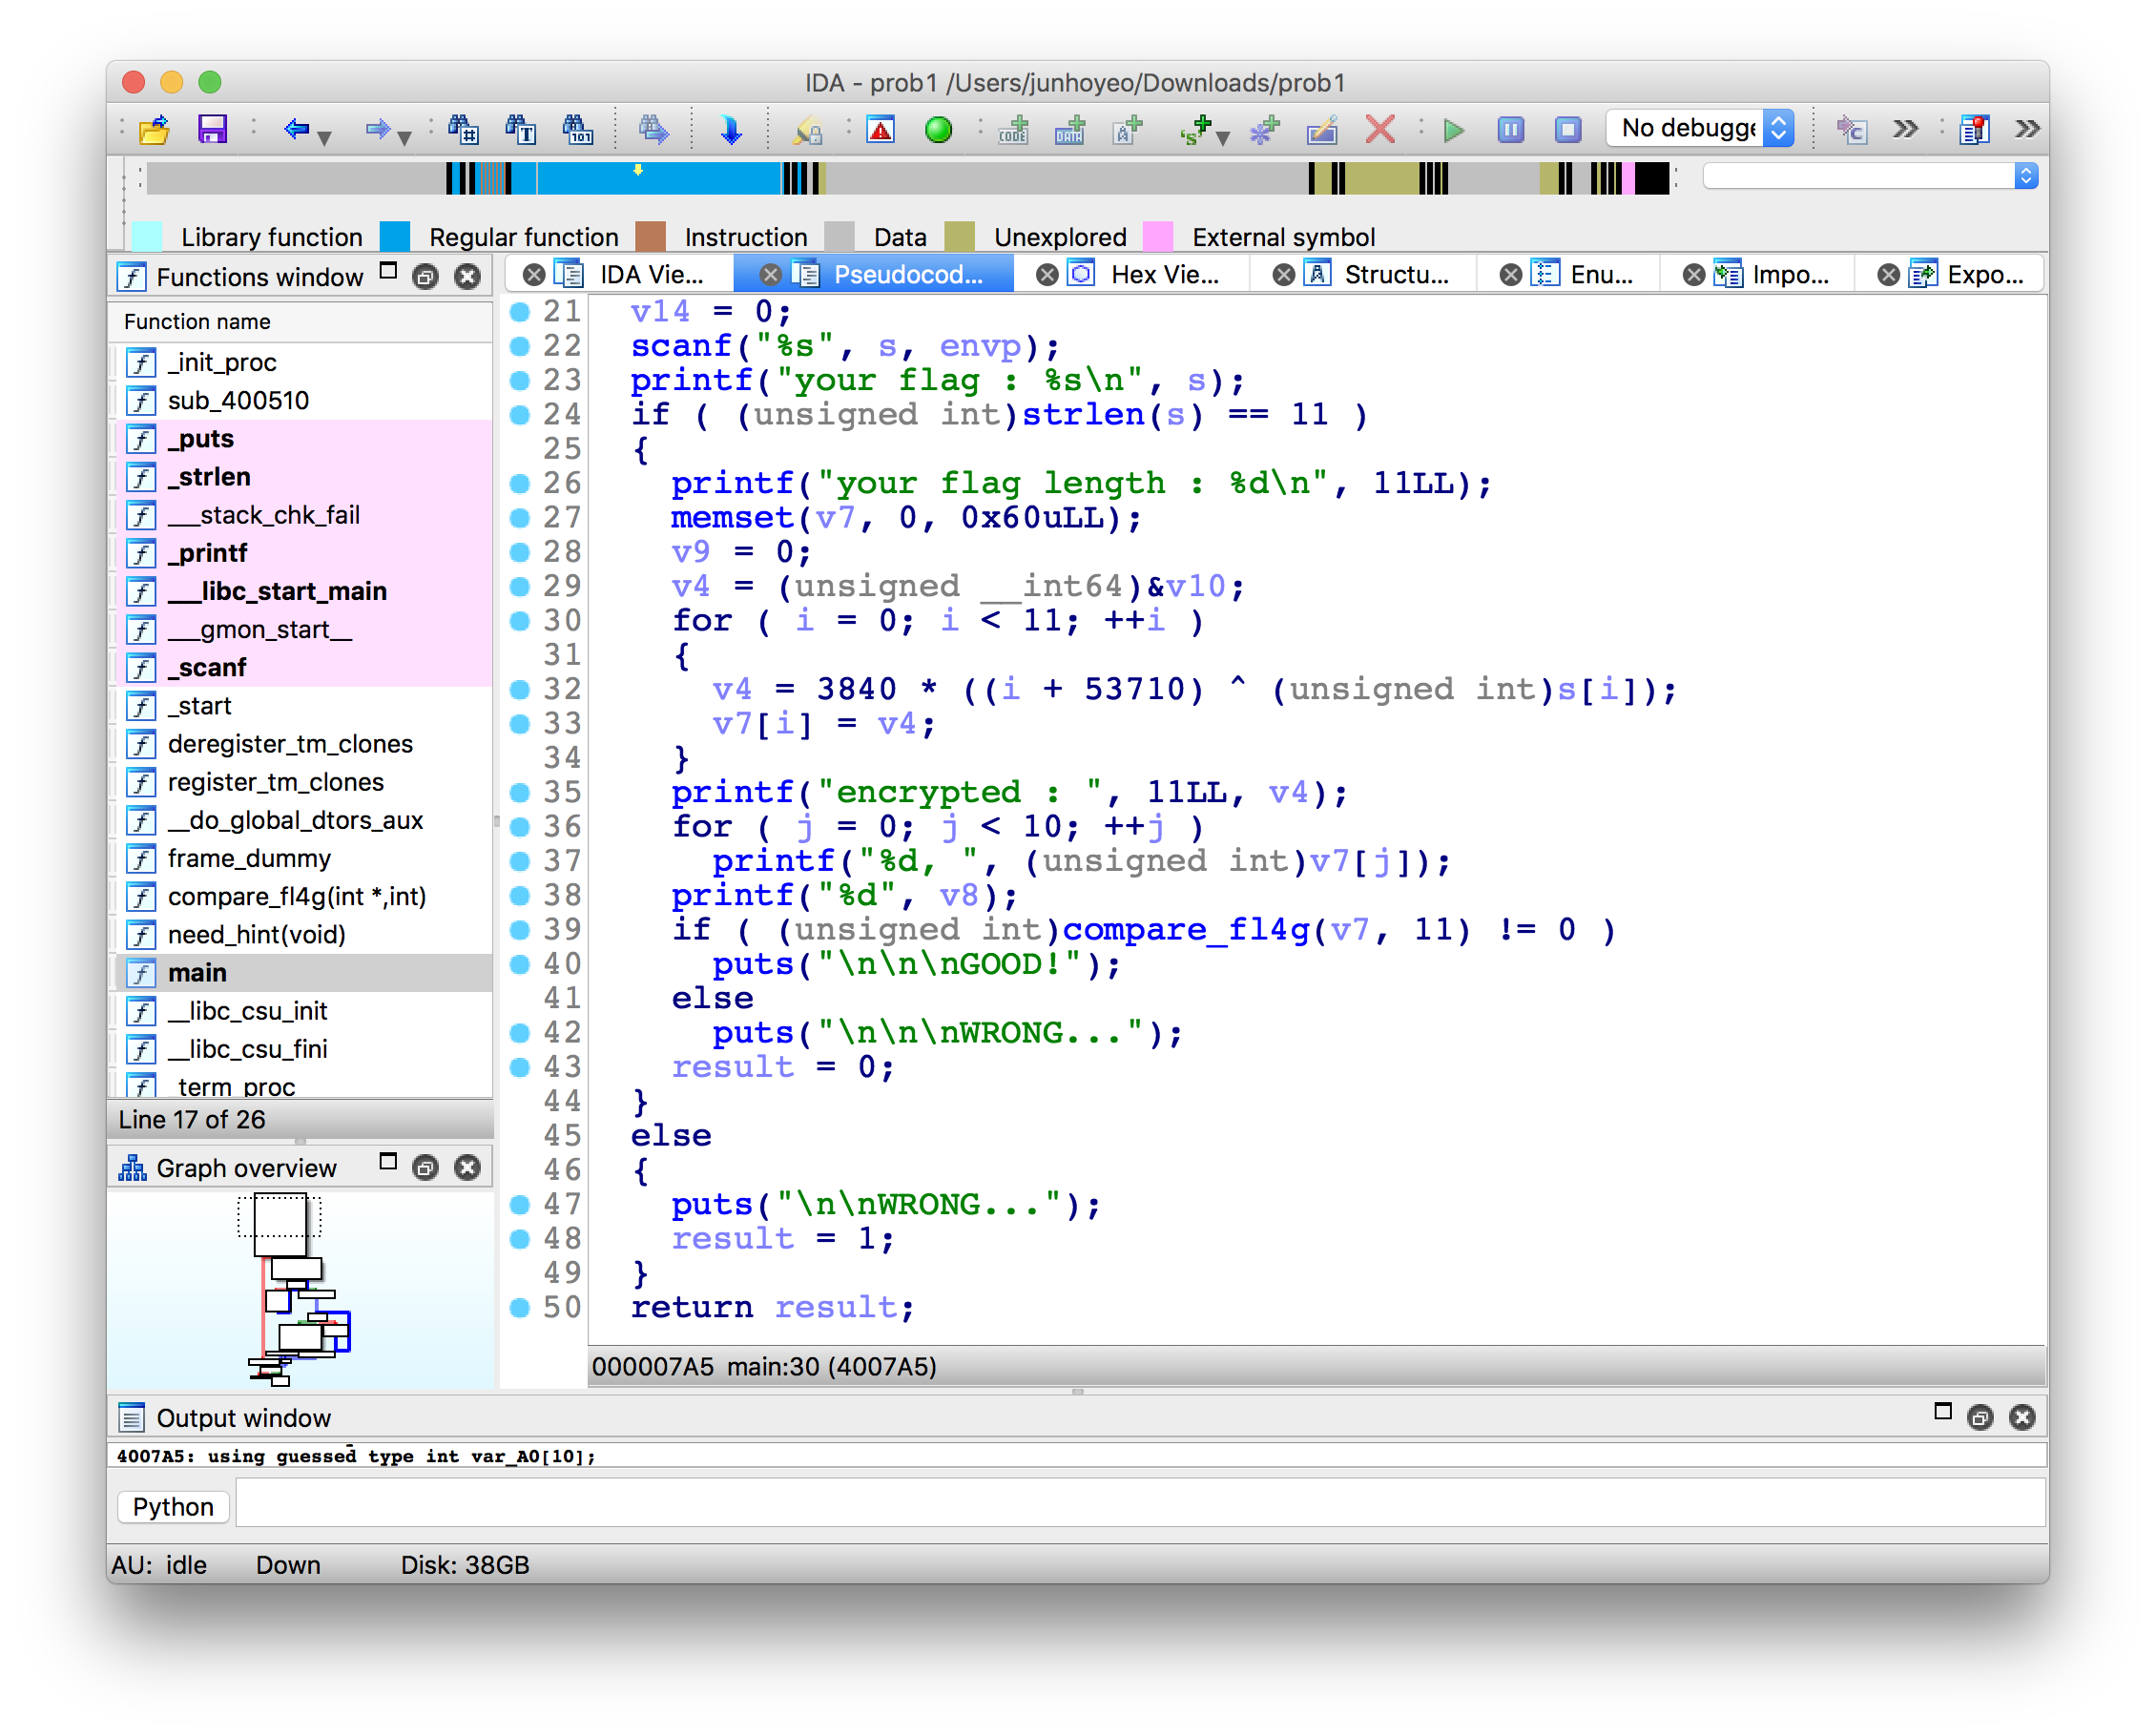 IDA - prob1 /Users/junhoyeo/Downloads/prob1
No debugge
Library function Regular function Instruction Data Unexplored External symbol
Functions window
IDA Vie... Pseudocod... Hex Vie... Structu... Enu... Impo... Expo...
Function name
_init_proc
sub_400510
_puts
_strlen
___stack_chk_fail
_printf
___libc_start_main
___gmon_start__
_scanf
_start
deregister_tm_clones
register_tm_clones
__do_global_dtors_aux
frame_dummy
compare_fl4g(int *,int)
need_hint(void)
main
__libc_csu_init
__libc_csu_fini
_term_proc
Line 17 of 26
Graph overview
21 v14 = 0;
22 scanf("%s", s, envp);
23 printf("your flag : %s\n", s);
24 if ( (unsigned int)strlen(s) == 11 )
25 {
26 printf("your flag length : %d\n", 11LL);
27 memset(v7, 0, 0x60uLL);
28 v9 = 0;
29 v4 = (unsigned __int64)&v10;
30 for ( i = 0; i < 11; ++i )
31 {
32 v4 = 3840 * ((i + 53710) ^ (unsigned int)s[i]);
33 v7[i] = v4;
34 }
35 printf("encrypted : ", 11LL, v4);
36 for ( j = 0; j < 10; ++j )
37 printf("%d, ", (unsigned int)v7[j]);
38 printf("%d", v8);
39 if ( (unsigned int)compare_fl4g(v7, 11) != 0 )
40 puts("\n\n\nGOOD!");
41 else
42 puts("\n\n\nWRONG...");
43 result = 0;
44 }
45 else
46 {
47 puts("\n\nWRONG...");
48 result = 1;
49 }
50 return result;
000007A5 main:30 (4007A5)
Output window
4007A5: using guessed type int var_A0[10];
Python
AU: idle Down Disk: 38GB